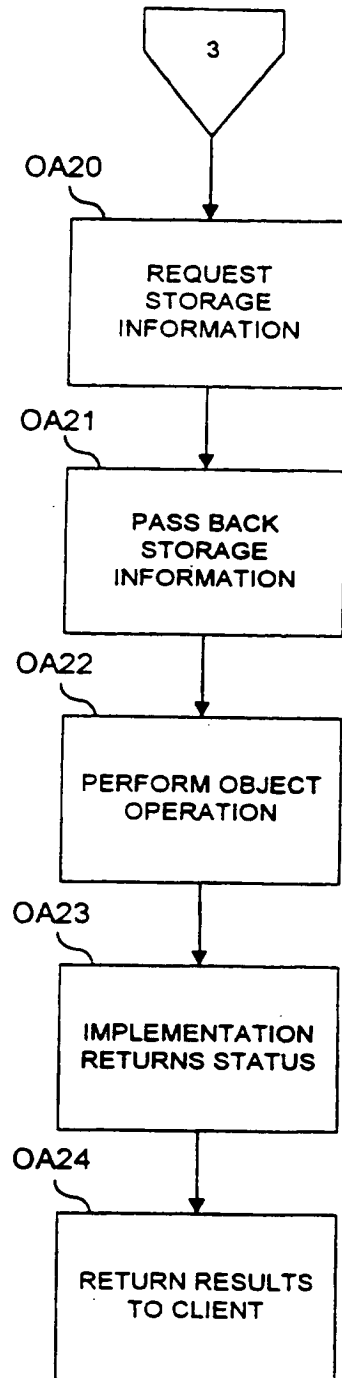 3
OA20
REQUEST
STORAGE
INFORMATION
OA21
PASS BACK
STORAGE
INFORMATION
OA22
PERFORM OBJECT
OPERATION
OA23
IMPLEMENTATION
RETURNS STATUS
OA24
RETURN RESULTS
TO CLIENT